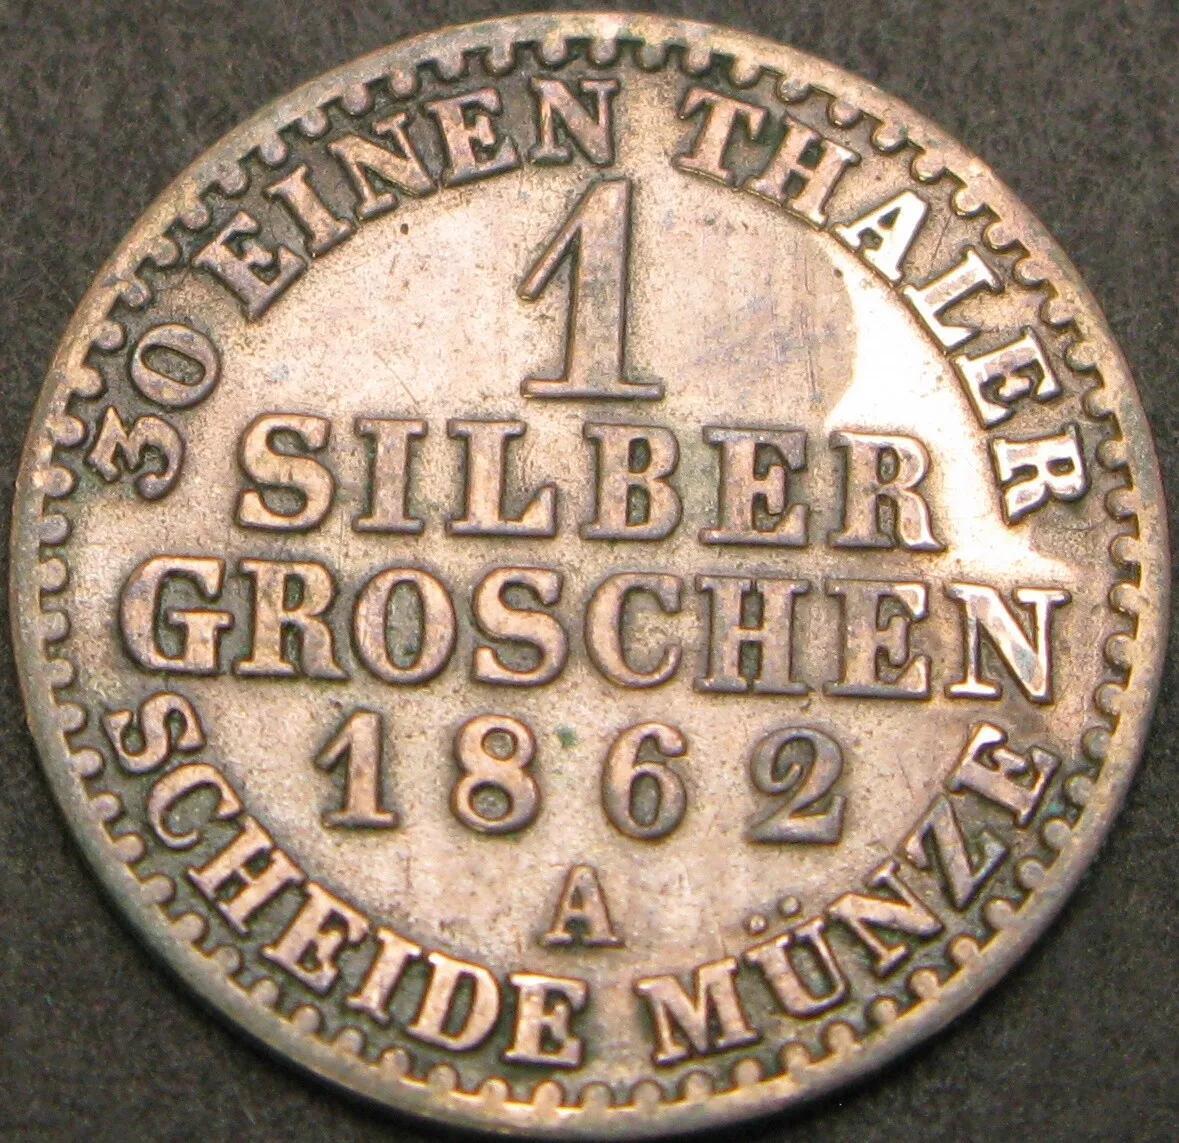 30 EINEN THALER
1
SILBER
GROSCHEN
1862
A
SCHEIDE MÜNZE